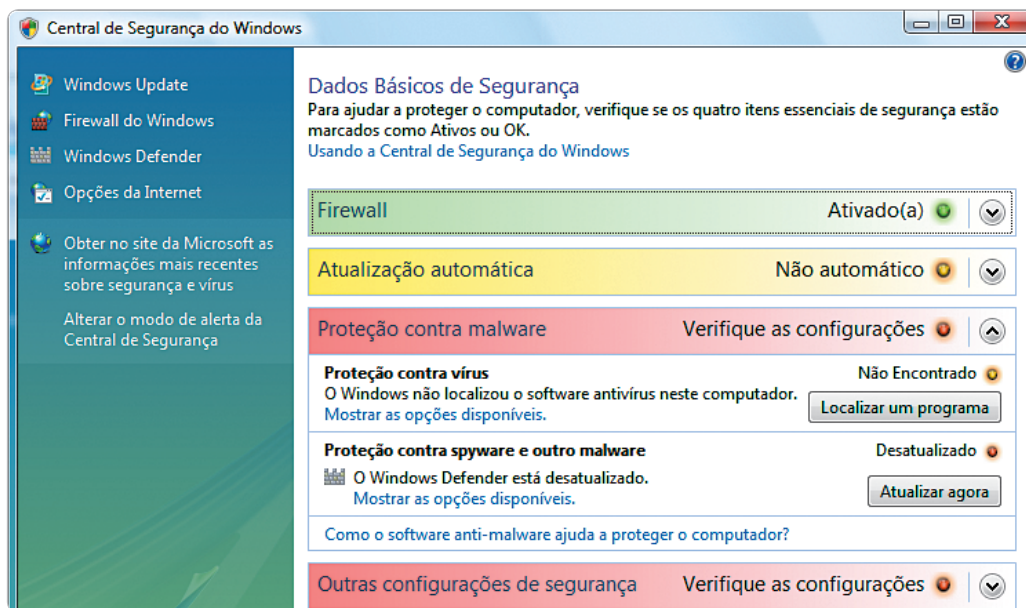 Central de Segurança do Windows
Windows Update
Firewall do Windows
Windows Defender
Opções da Internet
Obter no site da Microsoft as
informações mais recentes
sobre segurança e vírus
Alterar o modo de alerta da
Central de Segurança
Dados Básicos de Segurança
Para ajudar a proteger o computador, verifique se os quatro itens essenciais de segurança estão
marcados como Ativos ou OK.
Usando a Central de Segurança do Windows
Firewall Ativado(a)
Atualização automática Não automático
Proteção contra malware Verifique as configurações
Proteção contra vírus Não Encontrado
O Windows não localizou o software antivírus neste computador.
Mostrar as opções disponíveis. Localizar um programa
Proteção contra spyware e outro malware Desatualizado
O Windows Defender está desatualizado.
Mostrar as opções disponíveis. Atualizar agora
Como o software anti-malware ajuda a proteger o computador?
Outras configurações de segurança Verifique as configurações